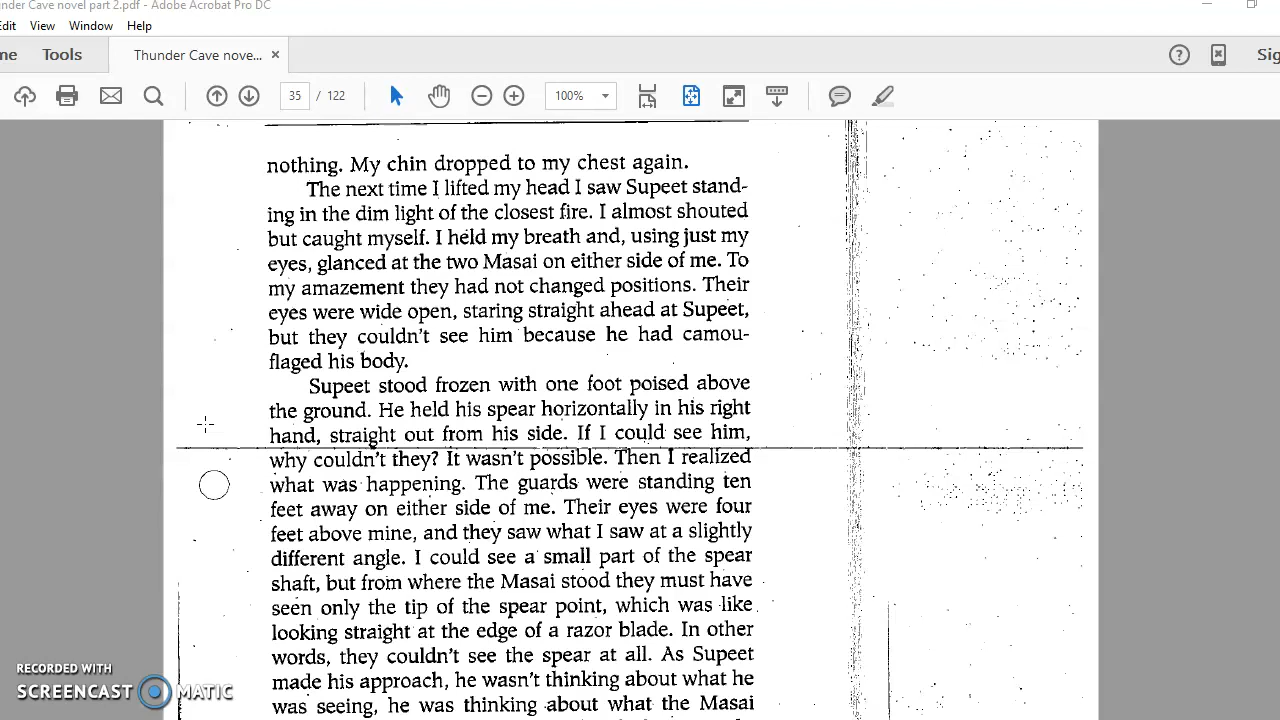 under Cave novel part 2.pdf - Adobe Acrobat Pro DC
Edit View Window Help
me Tools Thunder Cave nove... × Sig
35 / 122 100%
nothing. My chin dropped to my chest again.
The next time I lifted my head I saw Supeet stand-
ing in the dim light of the closest fire. I almost shouted
but caught myself. I held my breath and, using just my
eyes, glanced at the two Masai on either side of me. To
my amazement they had not changed positions. Their
eyes were wide open, staring straight ahead at Supeet,
but they couldn't see him because he had camou-
flaged his body.
Supeet stood frozen with one foot poised above
the ground. He held his spear horizontally in his right
hand, straight out from his side. If I could see him,
why couldn't they? It wasn't possible. Then I realized
what was happening. The guards were standing ten
feet away on either side of me. Their eyes were four
feet above mine, and they saw what I saw at a slightly
different angle. I could see a small part of the spear
shaft, but from where the Masai stood they must have
seen only the tip of the spear point, which was like
looking straight at the edge of a razor blade. In other
words, they couldn't see the spear at all. As Supeet
made his approach, he wasn't thinking about what he
was seeing, he was thinking about what the Masai
RECORDED WITH
SCREENCAST MATIC